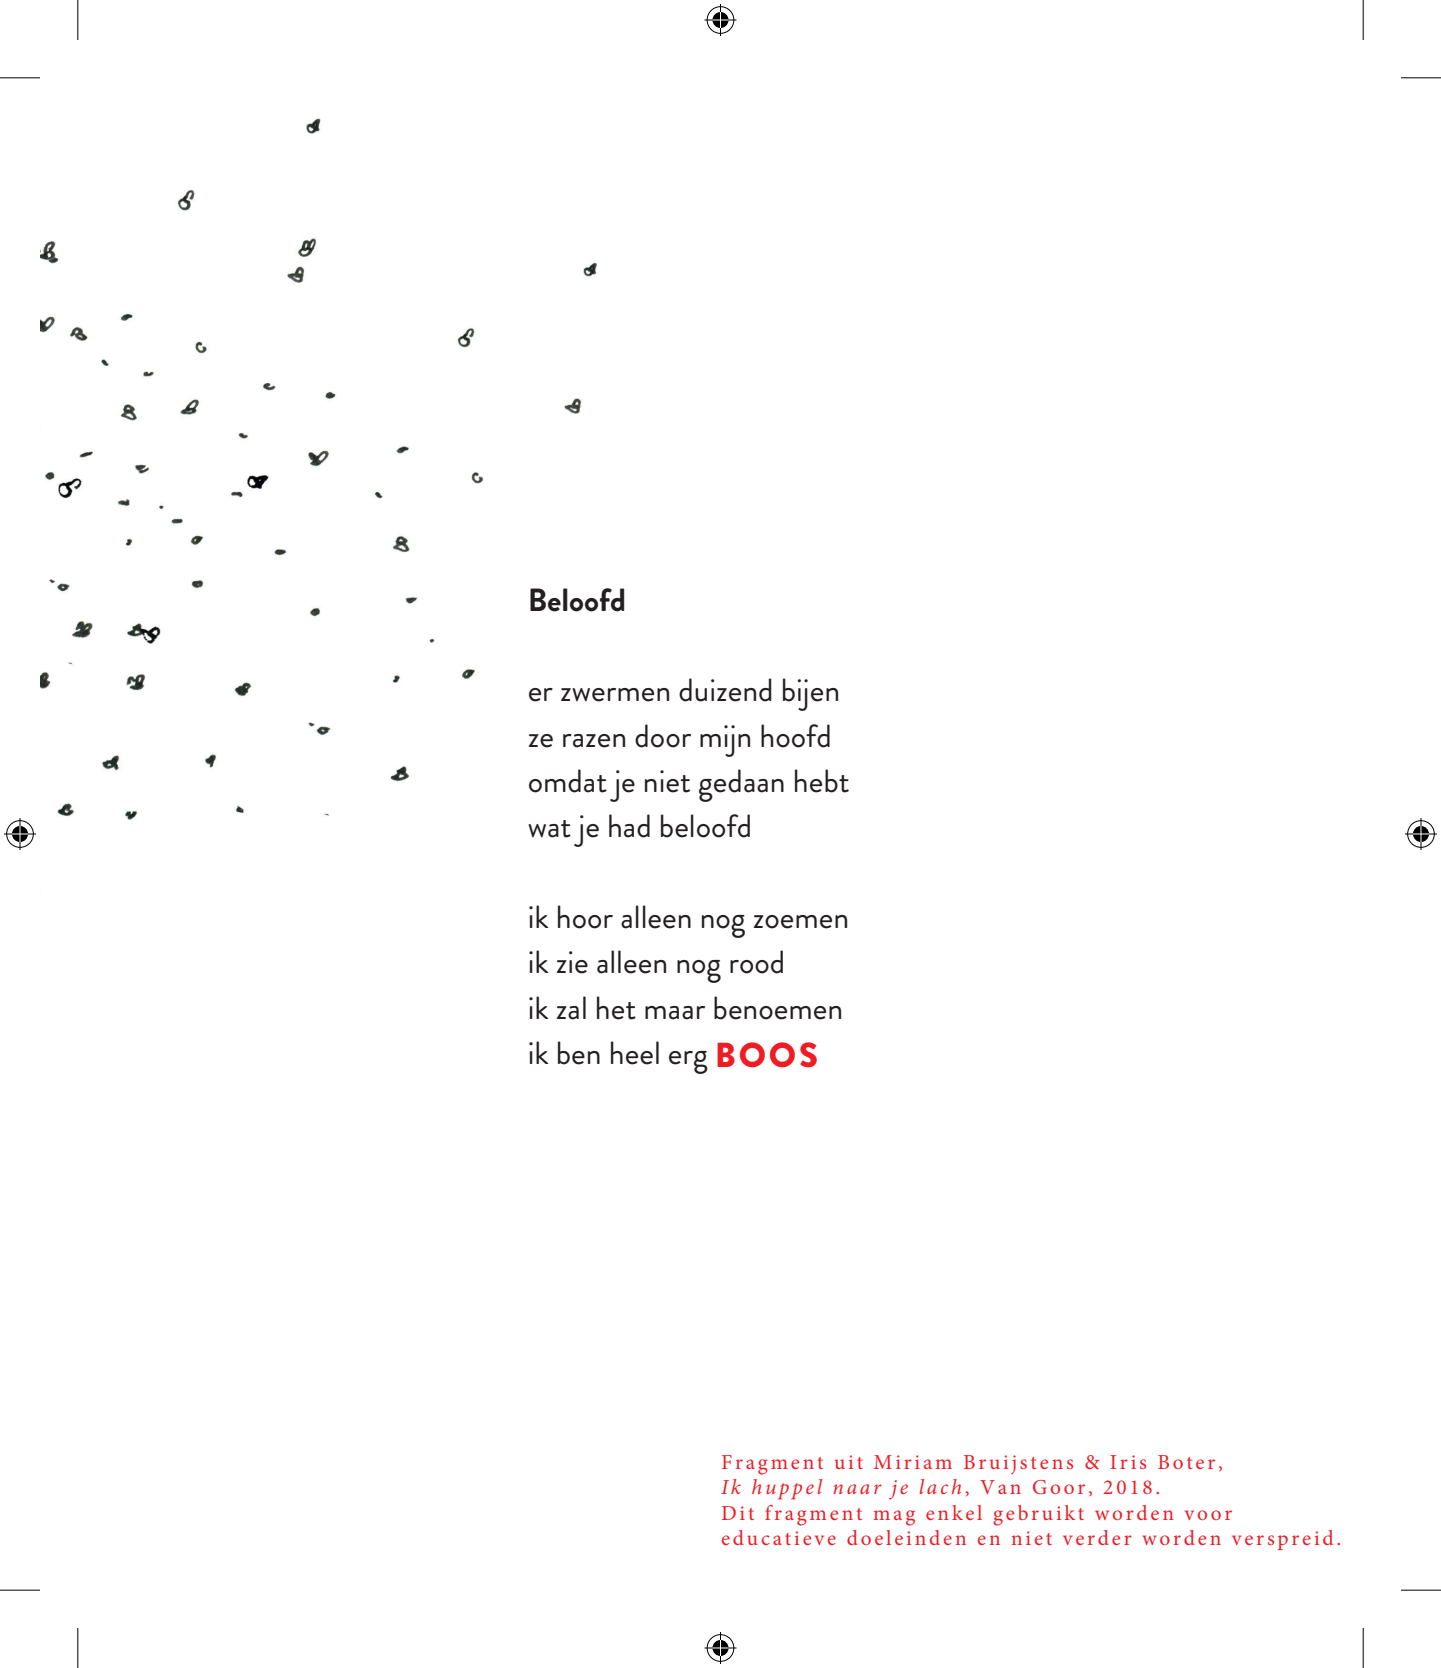 Beloofd
er zwermen duizend bijen
ze razen door mijn hoofd
omdat je niet gedaan hebt
wat je had beloofd
ik hoor alleen nog zoemen
ik zie alleen nog rood
ik zal het maar benoemen
ik ben heel erg BOOS
Fragment uit Miriam Bruijstens & Iris Boter,
Ik huppel naar je lach, Van Goor, 2018.
Dit fragment mag enkel gebruikt worden voor
educatieve doeleinden en niet verder worden verspreid.